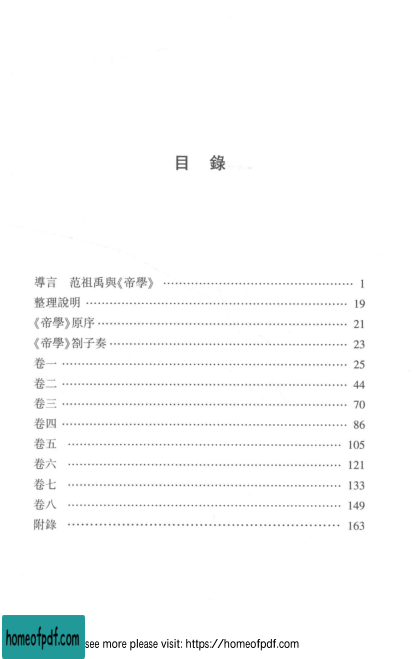 目 錄
導言 范祖禹與《帝學》 ………………………………………… 1
整理說明 ………………………………………………………… 19
《帝學》原序 ……………………………………………………… 21
《帝學》劄子奏 …………………………………………………… 23
卷一 ……………………………………………………………… 25
卷二 ……………………………………………………………… 44
卷三 ……………………………………………………………… 70
卷四 ……………………………………………………………… 86
卷五 ……………………………………………………………… 105
卷六 ……………………………………………………………… 121
卷七 ……………………………………………………………… 133
卷八 ……………………………………………………………… 149
附錄 ……………………………………………………………… 163
homeofpdf.com see more please visit: https://homeofpdf.com